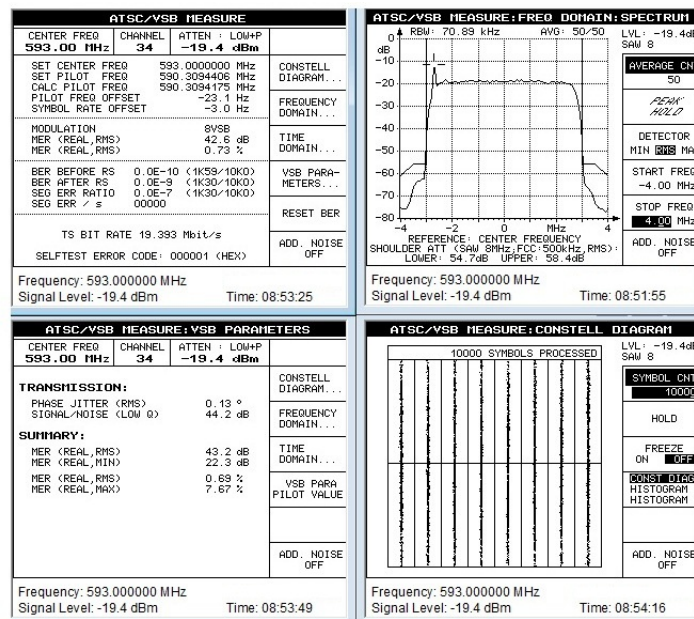 ATSC/VSB MEASURE
CENTER FREQ CHANNEL ATTEN : LOW+P
593.00 MHz 34 -19.4 dBm
SET CENTER FREQ 593.0000000 MHz
SET PILOT FREQ 590.3094406 MHz
CALC PILOT FREQ 590.3094175 MHz
PILOT FREQ OFFSET -23.1 Hz
SYMBOL RATE OFFSET -3.0 Hz
MODULATION 8VSB
MER (REAL,RMS) 42.6 dB
MER (REAL,RMS) 0.73 %
BER BEFORE RS 0.0E-10 (1K59/10K0)
BER AFTER RS 0.0E-9 (1K30/10K0)
SEG ERR RATIO 0.0E-7 (1K30/10K0)
SEG ERR / s 00000
TS BIT RATE 19.393 Mbit/s
SELFTEST ERROR CODE: 000001 (HEX)
CONSTELL
DIAGRAM...
FREQUENCY
DOMAIN...
TIME
DOMAIN...
VSB PARA-
METERS...
RESET BER
ADD. NOISE
OFF
Frequency: 593.000000 MHz
Signal Level: -19.4 dBm Time: 08:53:25
ATSC/VSB MEASURE:FREQ DOMAIN:SPECTRUM
RBW: 70.89 kHz AVG: 50/50
0
dB
-10
-20
-30
-40
-50
-60
-70
-80
-4 -2 0 2 MHz 4
REFERENCE: CENTER FREQUENCY
SHOULDER ATT (SAW 8MHz,FCC:500kHz,RMS):
LOWER: 54.7dB UPPER: 58.4dB
LVL: -19.4dB
SAW 8
AVERAGE CN
50
PEAK
HOLD
DETECTOR
MIN RMS MA
START FREQ
-4.00 MHz
STOP FREQ
4.00 MHz
ADD. NOISE
OFF
Frequency: 593.000000 MHz
Signal Level: -19.4 dBm Time: 08:51:55
ATSC/VSB MEASURE:VSB PARAMETERS
CENTER FREQ CHANNEL ATTEN : LOW+P
593.00 MHz 34 -19.4 dBm
TRANSMISSION:
PHASE JITTER (RMS) 0.13 °
SIGNAL/NOISE (LOW Q) 44.2 dB
SUMMARY:
MER (REAL,RMS) 43.2 dB
MER (REAL,MIN) 22.3 dB
MER (REAL,RMS) 0.69 %
MER (REAL,MAX) 7.67 %
CONSTELL
DIAGRAM...
FREQUENCY
DOMAIN...
TIME
DOMAIN...
VSB PARA
PILOT VALUE
ADD. NOISE
OFF
Frequency: 593.000000 MHz
Signal Level: -19.4 dBm Time: 08:53:49
ATSC/VSB MEASURE:CONSTELL DIAGRAM
10000 SYMBOLS PROCESSED
LVL: -19.4dB
SAW 8
SYMBOL CNT
10000
HOLD
FREEZE
ON OFF
CONST DIAG
HISTOGRAM
HISTOGRAM
ADD. NOISE
OFF
Frequency: 593.000000 MHz
Signal Level: -19.4 dBm Time: 08:54:16